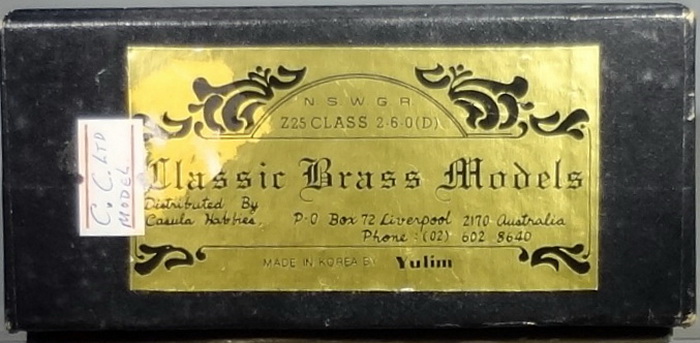 N S W G R
Z25 CLASS 2-6-0(D)
Classic Brass Models
Distributed By
Casula Hobbies, P·O Box 72 Liverpool 2170 Australia
Phone : (02) 602 8640
MADE IN KOREA BY Yulim
C. C. LTD
MODEL